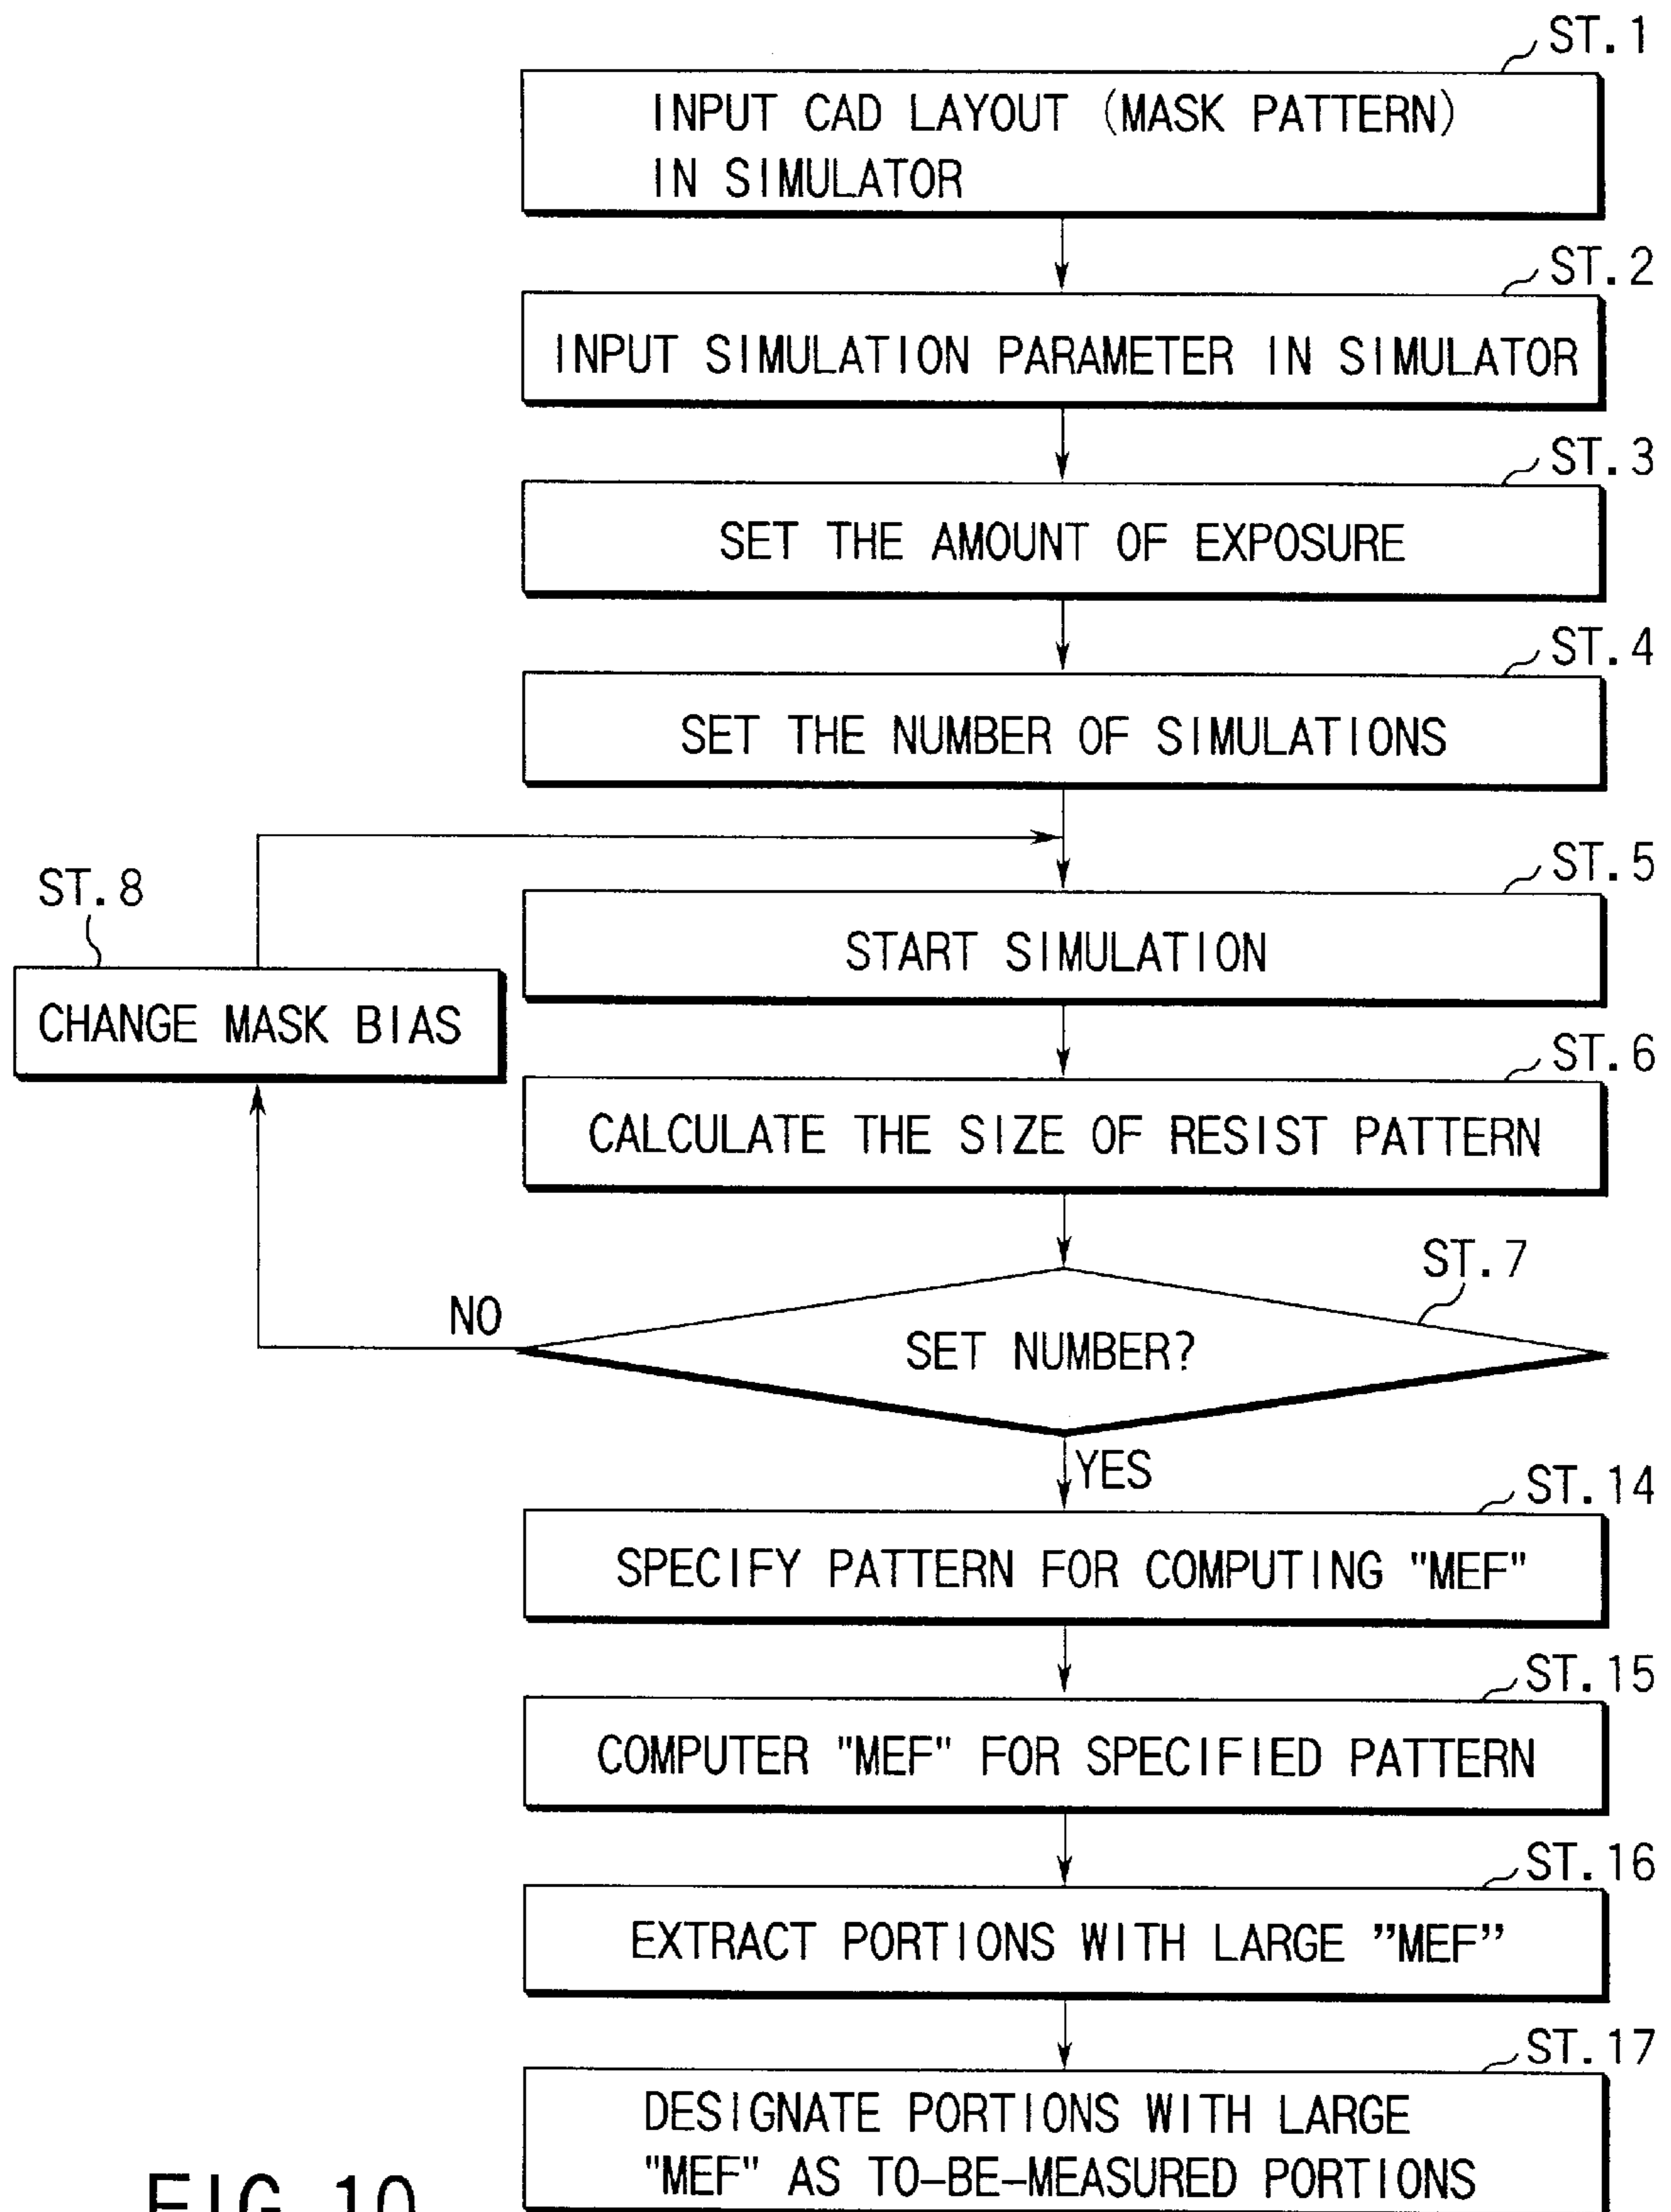 ST.1
INPUT CAD LAYOUT (MASK PATTERN)
IN SIMULATOR
ST.2
INPUT SIMULATION PARAMETER IN SIMULATOR
ST.3
SET THE AMOUNT OF EXPOSURE
ST.4
SET THE NUMBER OF SIMULATIONS
ST.5
START SIMULATION
ST.8
CHANGE MASK BIAS
ST.6
CALCULATE THE SIZE OF RESIST PATTERN
ST.7
SET NUMBER?
NO
YES
ST.14
SPECIFY PATTERN FOR COMPUTING "MEF"
ST.15
COMPUTER "MEF" FOR SPECIFIED PATTERN
ST.16
EXTRACT PORTIONS WITH LARGE ”MEF”
ST.17
DESIGNATE PORTIONS WITH LARGE
"MEF" AS TO-BE-MEASURED PORTIONS
FIG.10